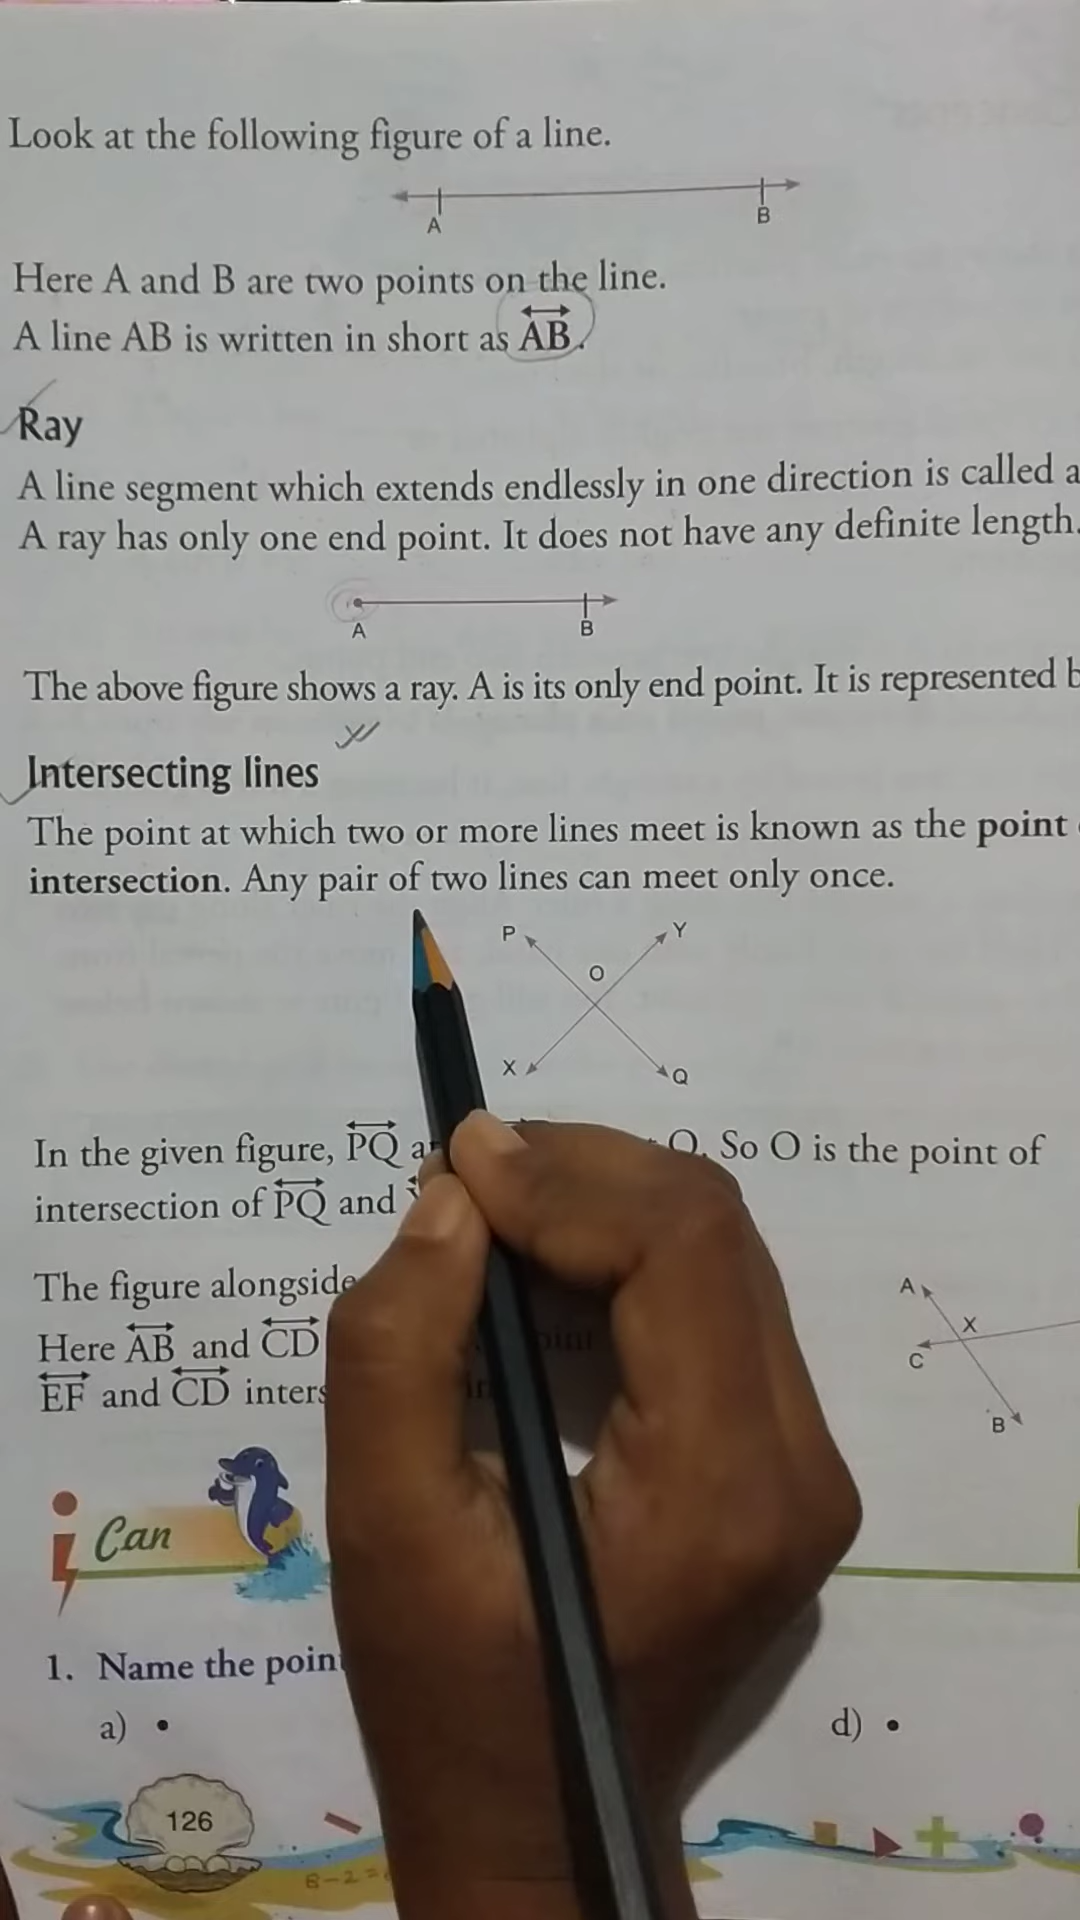 Look at the following figure of a line.
A B
Here A and B are two points on the line.
A line AB is written in short as AB.
Ray
A line segment which extends endlessly in one direction is called a
A ray has only one end point. It does not have any definite length.
A B
The above figure shows a ray. A is its only end point. It is represented
Intersecting lines
The point at which two or more lines meet is known as the point
intersection. Any pair of two lines can meet only once.
P Y
O
X Q
In the given figure, PQ O. So O is the point of
intersection of PQ and
The figure alongside
A
Here AB and CD
X
C
EF and CD
B
i Can
1. Name the
a) • d) •
126
8-2=